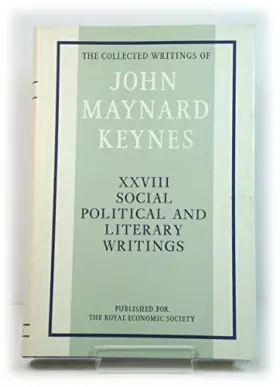 THE COLLECTED WRITINGS OF
JOHN
MAYNARD
KEYNES
XXVIII
SOCIAL
POLITICAL AND
LITERARY
WRITINGS
PUBLISHED FOR
THE ROYAL ECONOMIC SOCIETY